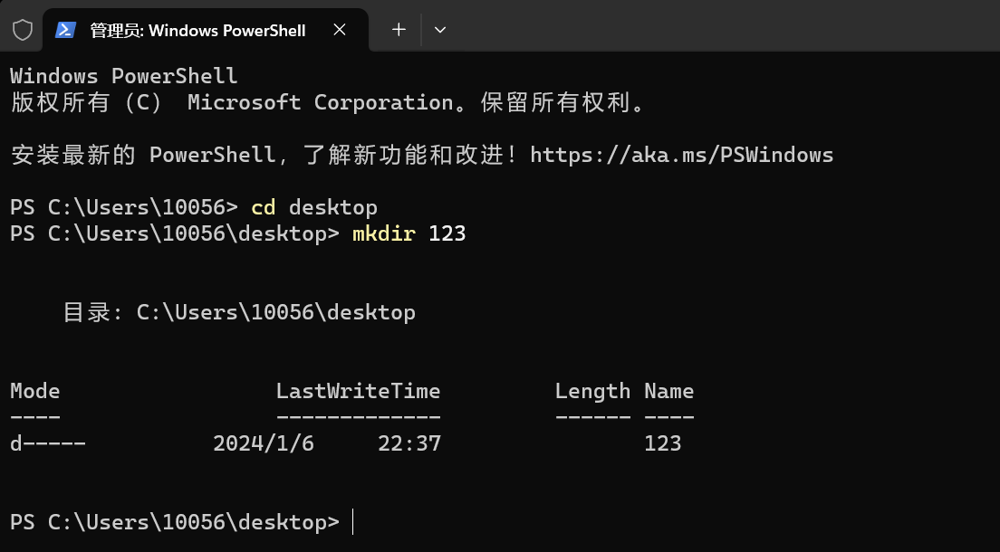 管理员: Windows PowerShell
Windows PowerShell
版权所有（C） Microsoft Corporation。保留所有权利。
安装最新的 PowerShell，了解新功能和改进！https://aka.ms/PSWindows
PS C:\Users\10056> cd desktop
PS C:\Users\10056\desktop> mkdir 123
目录: C:\Users\10056\desktop
Mode                 LastWriteTime         Length Name
----                 -------------         ------ ----
d-----          2024/1/6     22:37                123
PS C:\Users\10056\desktop>